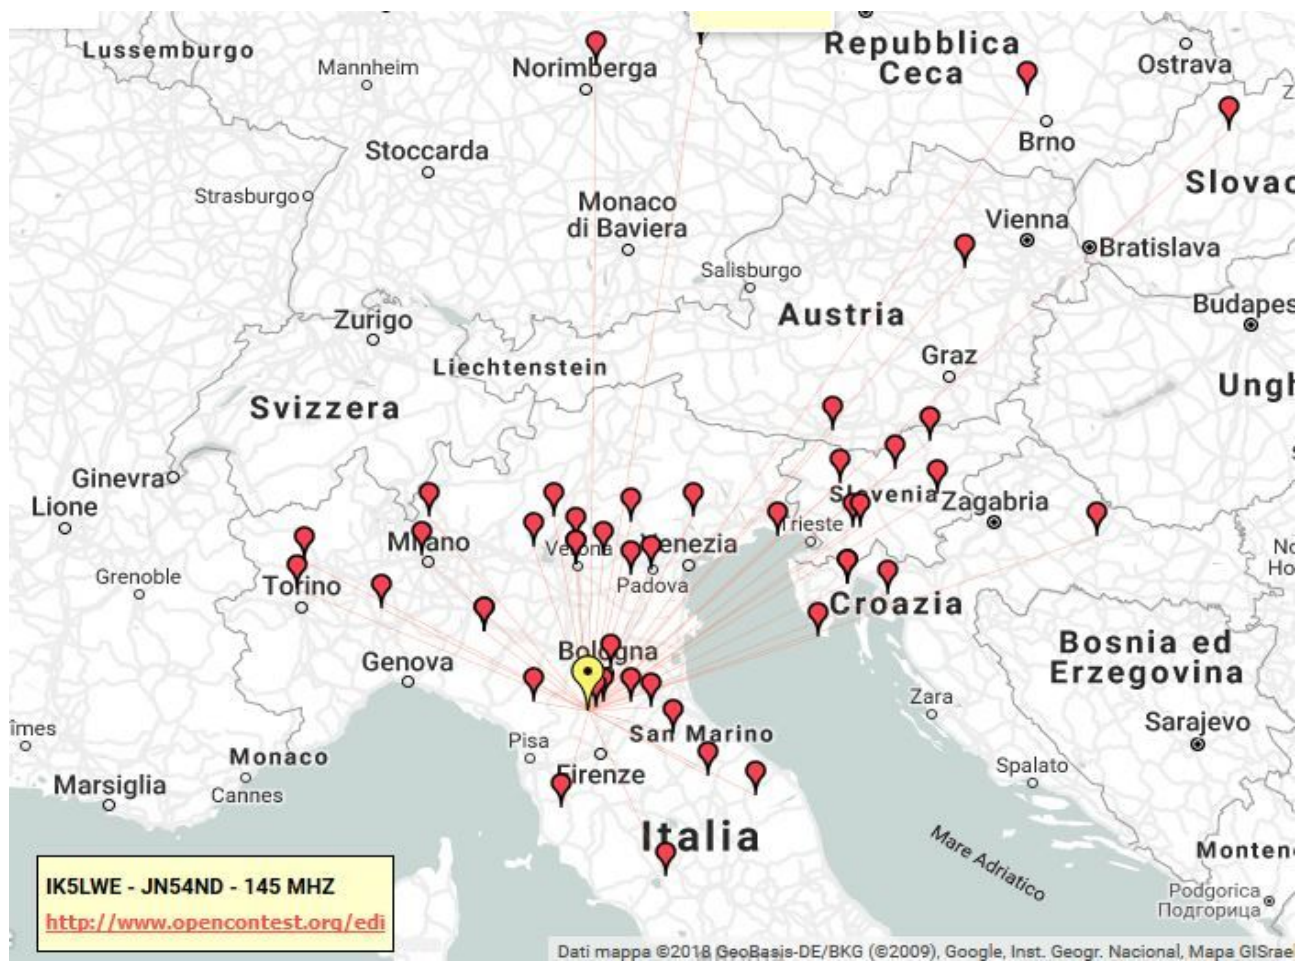 Repubblica
Ceca
Lussemburgo
Mannheim
Norimberga
Ostrava
Brno
Stoccarda
Strasburgo
Slovac
Monaco
di Baviera
Vienna
Bratislava
Salisburgo
Austria
Budapes
Zurigo
Graz
Liechtenstein
Ungh
Svizzera
Ginevra
Lione
Slovenia
Zagabria
Trieste
Milano
Verona
Venezia
Grenoble
Torino
Padova
No
Ho
Croazia
Bologna
Genova
Bosnia ed
Erzegovina
Zara
Sarajevo
îmes
Pisa
San Marino
Monaco
Firenze
Spalato
Marsiglia
Cannes
Italia
Mare Adriatico
Monten
IK5LWE - JN54ND - 145 MHZ
http://www.opencontest.org/edi
Podgorica
Подгорица
Dati mappa ©2018 GeoBasis-DE/BKG (©2009), Google, Inst. Geogr. Nacional, Mapa GISrael